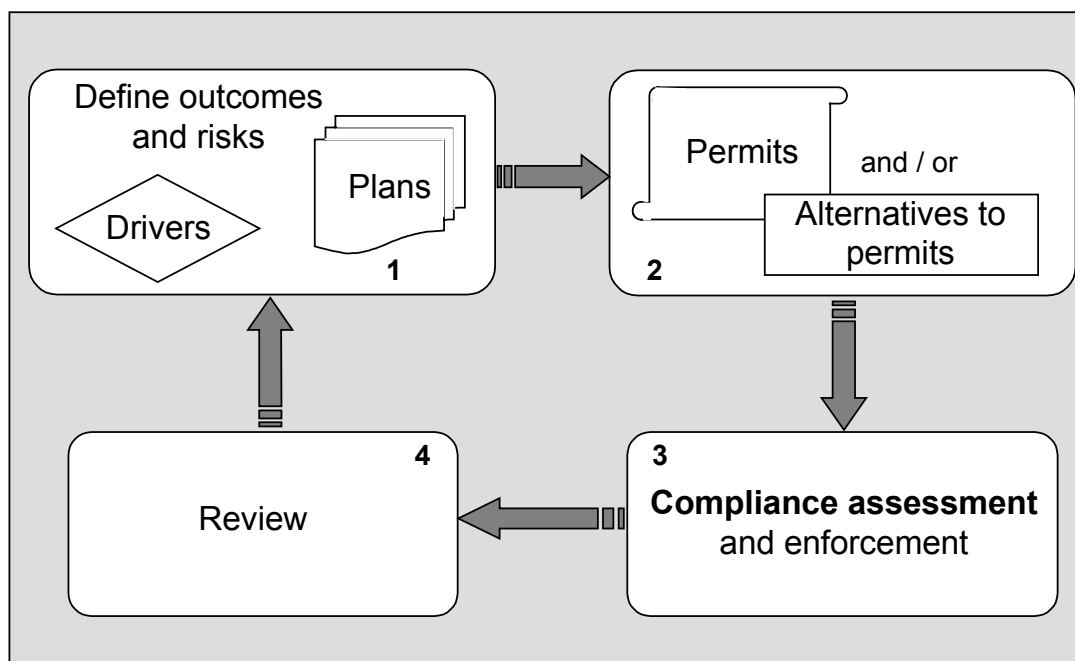 Define outcomes
and risks
Drivers
Plans
1
Permits
and / or
Alternatives to
permits
2
3
Compliance assessment
and enforcement
4
Review